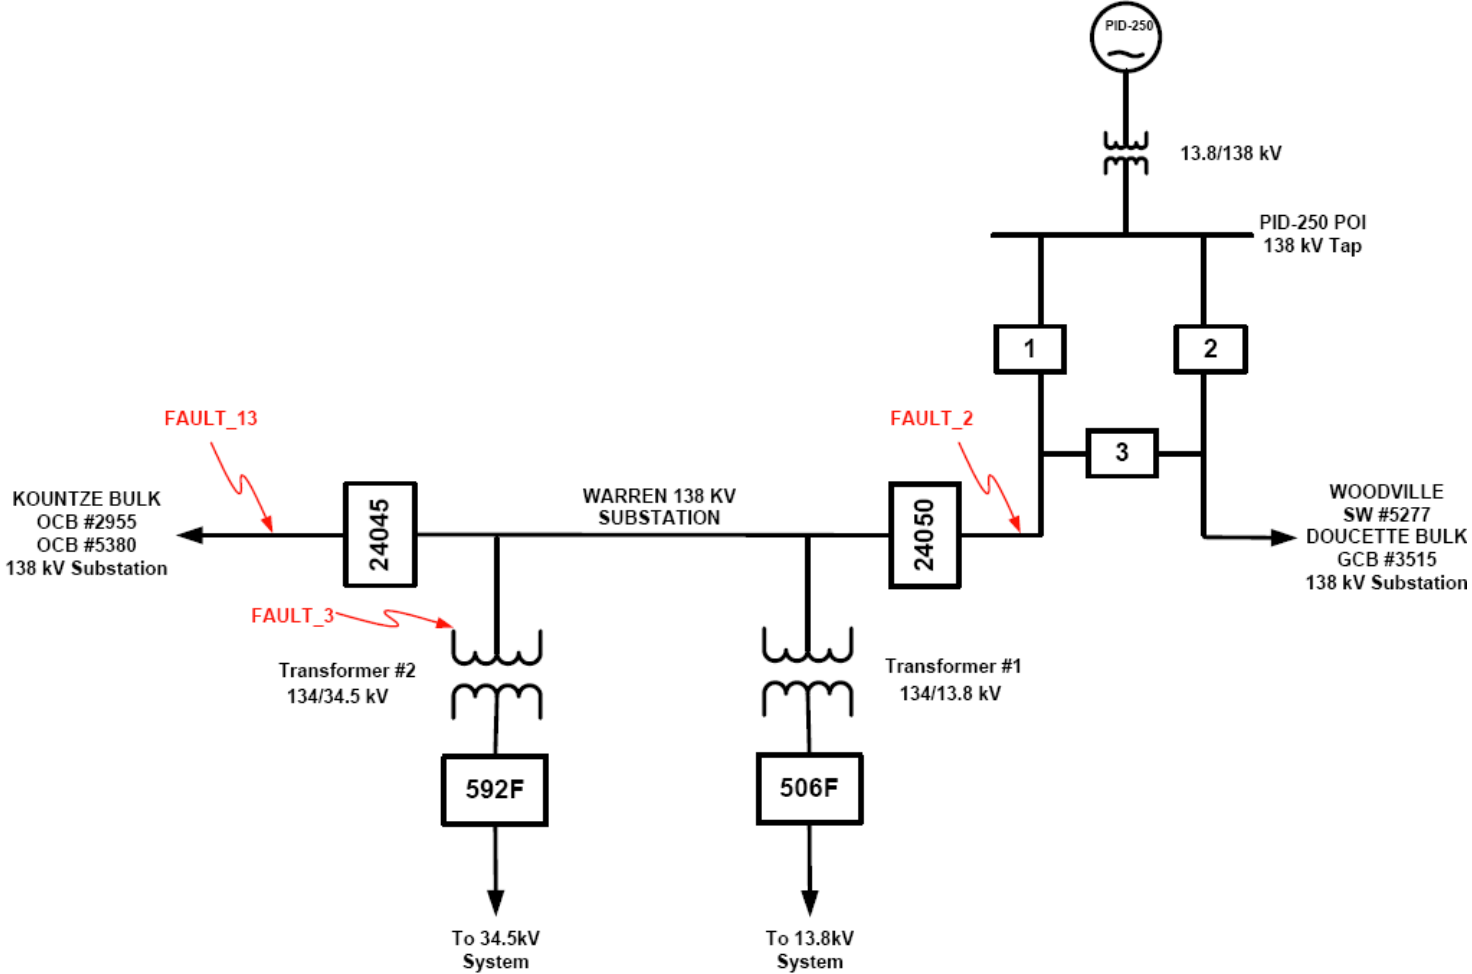 PID-250
13.8/138 kV
PID-250 POI
138 kV Tap
1
2
3
FAULT_13
FAULT_2
KOUNTZE BULK
OCB #2955
OCB #5380
138 kV Substation
24045
WARREN 138 KV
SUBSTATION
24050
WOODVILLE
SW #5277
DOUCETTE BULK
GCB #3515
138 kV Substation
FAULT_3
Transformer #2
134/34.5 kV
Transformer #1
134/13.8 kV
592F
506F
To 34.5kV
System
To 13.8kV
System